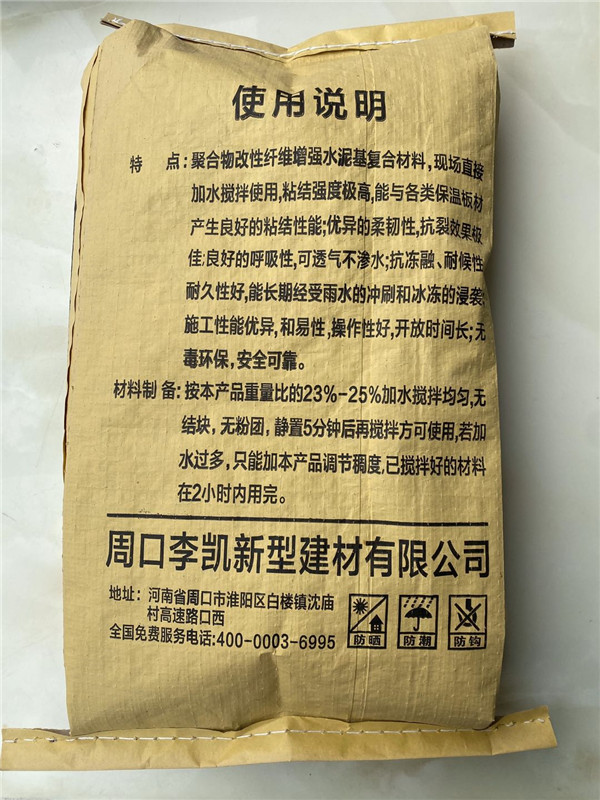 使用说明
特 点:聚合物改性纤维增强水泥基复合材料,现场直接
加水搅拌使用,粘结强度极高,能与各类保温板材
产生良好的粘结性能;优异的柔韧性,抗裂效果极
佳;良好的呼吸性,可透气不渗水;抗冻融、耐候性
耐久性好,能长期经受雨水的冲刷和冰冻的浸袭;
施工性能优异,和易性,操作性好,开放时间长;无
毒环保,安全可靠。
材料制备:按本产品重量比的23%-25%加水搅拌均匀,无
结块,无粉团,静置5分钟后再搅拌方可使用,若加
水过多,只能加本产品调节稠度,已搅拌好的材料
在2小时内用完。
周口李凯新型建材有限公司
地址:河南省周口市淮阳区白楼镇沈庙
村高速路口西
全国免费服务电话:400-0003-6995
防晒 防潮 防钩